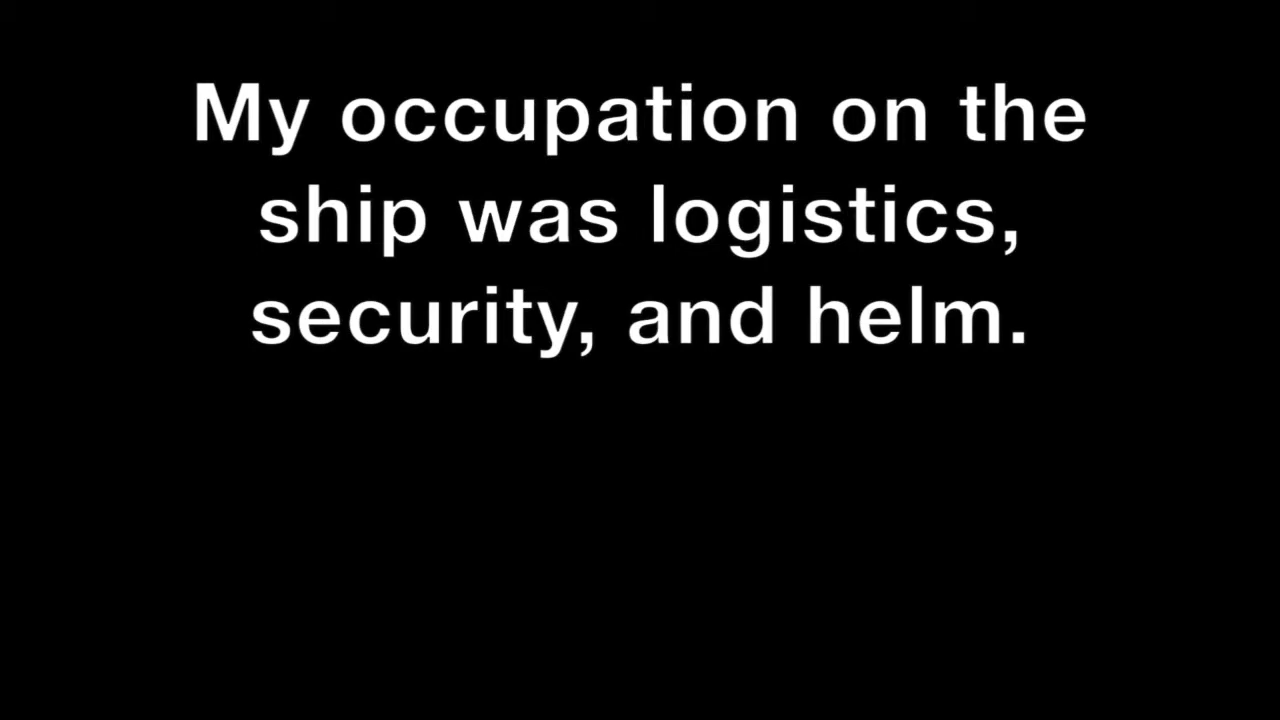 My occupation on the
ship was logistics,
security, and helm.